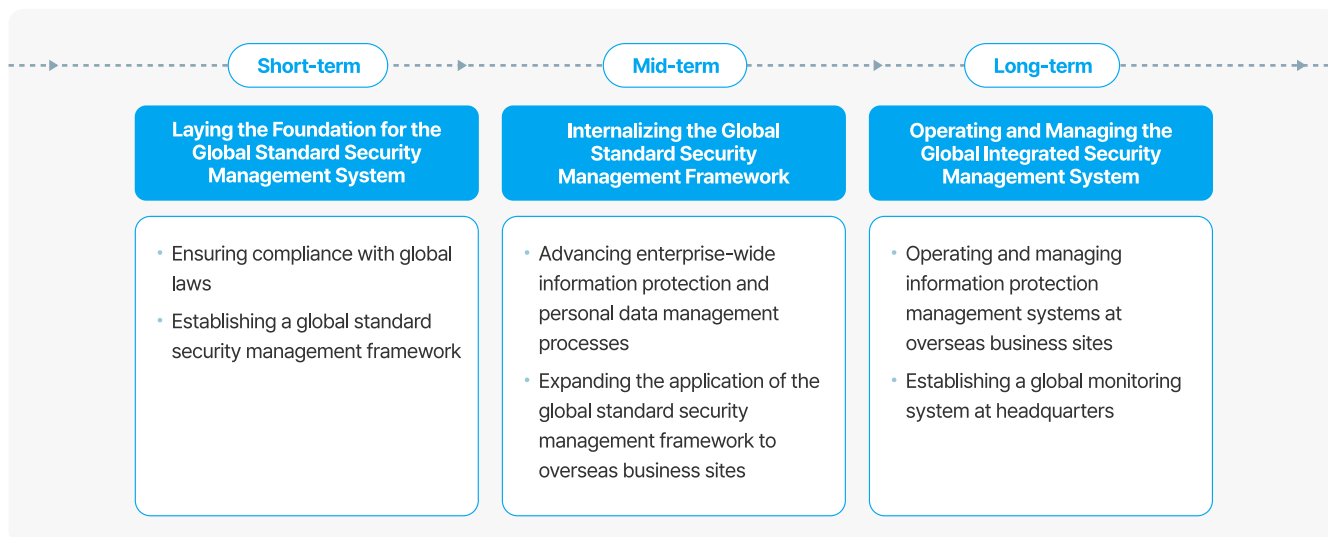 Short-term
Mid-term
Long-term
Laying the Foundation for the
Global Standard Security
Management System
Internalizing the Global
Standard Security
Management Framework
Operating and Managing the
Global Integrated Security
Management System
• Ensuring compliance with global
laws
• Establishing a global standard
security management framework
• Advancing enterprise-wide
information protection and
personal data management
processes
• Expanding the application of the
global standard security
management framework to
overseas business sites
• Operating and managing
information protection
management systems at
overseas business sites
• Establishing a global monitoring
system at headquarters